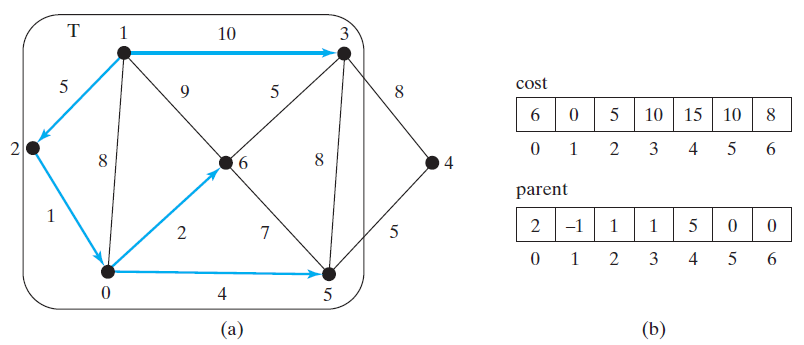 T 1 10 3
5 9 5 8
2 8 6 8 4
1 2 7 5
0 4 5
(a)
cost
6 0 5 10 15 10 8
0 1 2 3 4 5 6
parent
2 –1 1 1 5 0 0
0 1 2 3 4 5 6
(b)